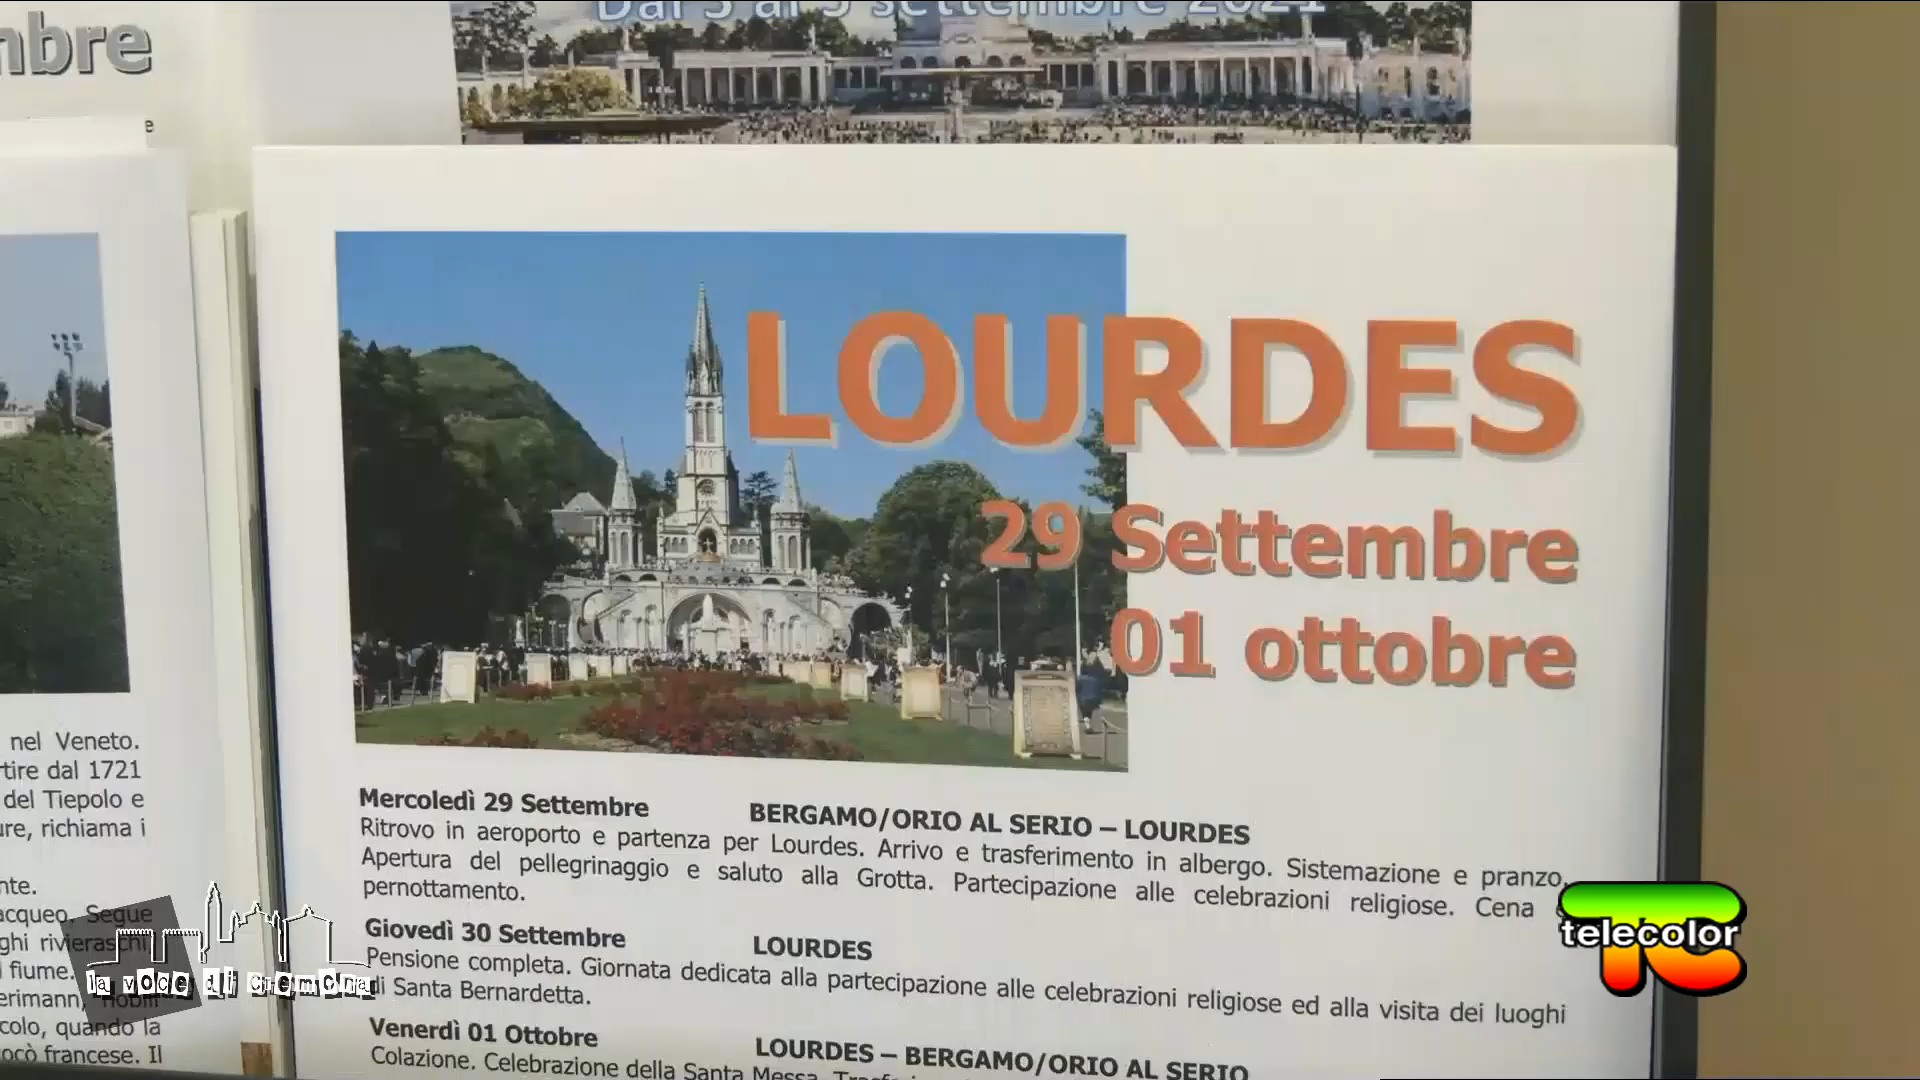 Dal 3 al 5 settembre 2021
mbre
e
LOURDES
29 Settembre
01 ottobre
nel Veneto.
rtire dal 1721
del Tiepolo e
ure, richiama i
nte.
acqueo. Segue
ghi rivieraschi,
fiume.
erimann, nobili
colo, quando la
ocò francese. Il
Mercoledì 29 Settembre BERGAMO/ORIO AL SERIO – LOURDES
Ritrovo in aeroporto e partenza per Lourdes. Arrivo e trasferimento in albergo. Sistemazione e pranzo.
Apertura del pellegrinaggio e saluto alla Grotta. Partecipazione alle celebrazioni religiose. Cena e
pernottamento.
Giovedì 30 Settembre LOURDES
Pensione completa. Giornata dedicata alla partecipazione alle celebrazioni religiose ed alla visita dei luoghi
di Santa Bernardetta.
Venerdì 01 Ottobre LOURDES – BERGAMO/ORIO AL SERIO
Colazione. Celebrazione della Santa Messa.
la voce di Cremona
telecolor